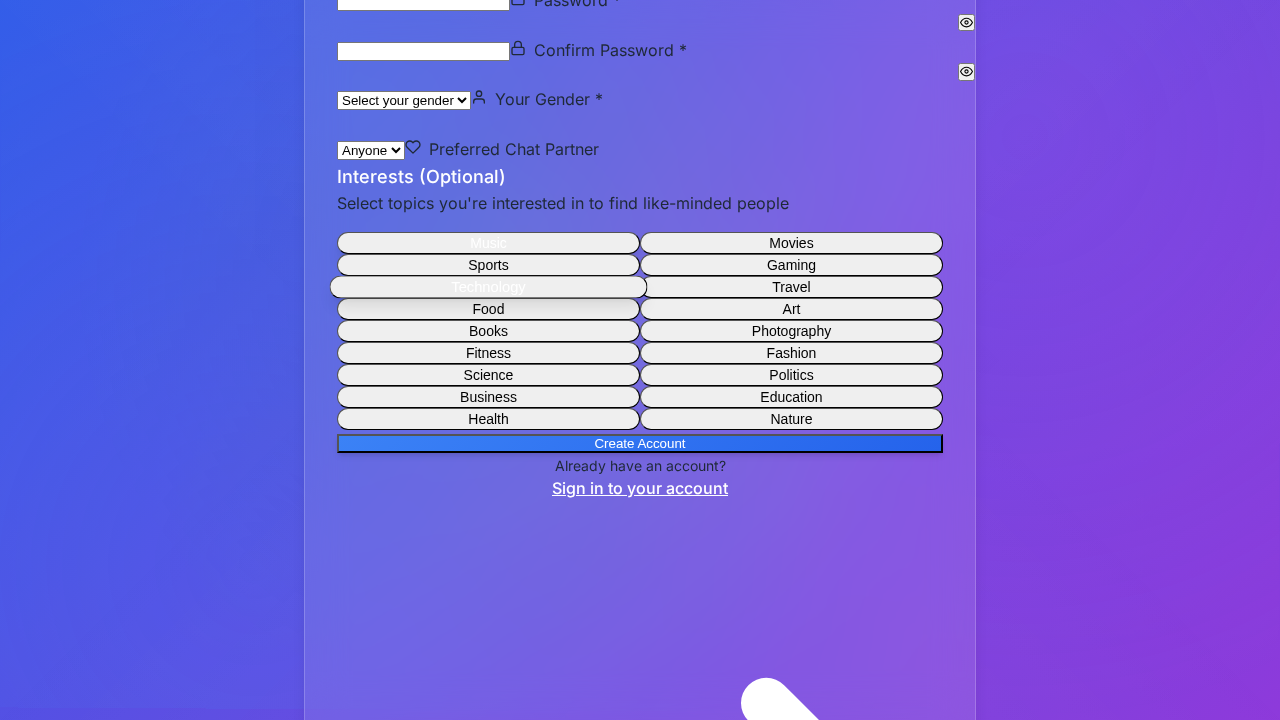 Password *
Confirm Password *
Select your gender
Your Gender *
Anyone
Preferred Chat Partner
Interests (Optional)
Select topics you're interested in to find like-minded people
Music
Movies
Sports
Gaming
Technology
Travel
Food
Art
Books
Photography
Fitness
Fashion
Science
Politics
Business
Education
Health
Nature
Create Account
Already have an account?
Sign in to your account